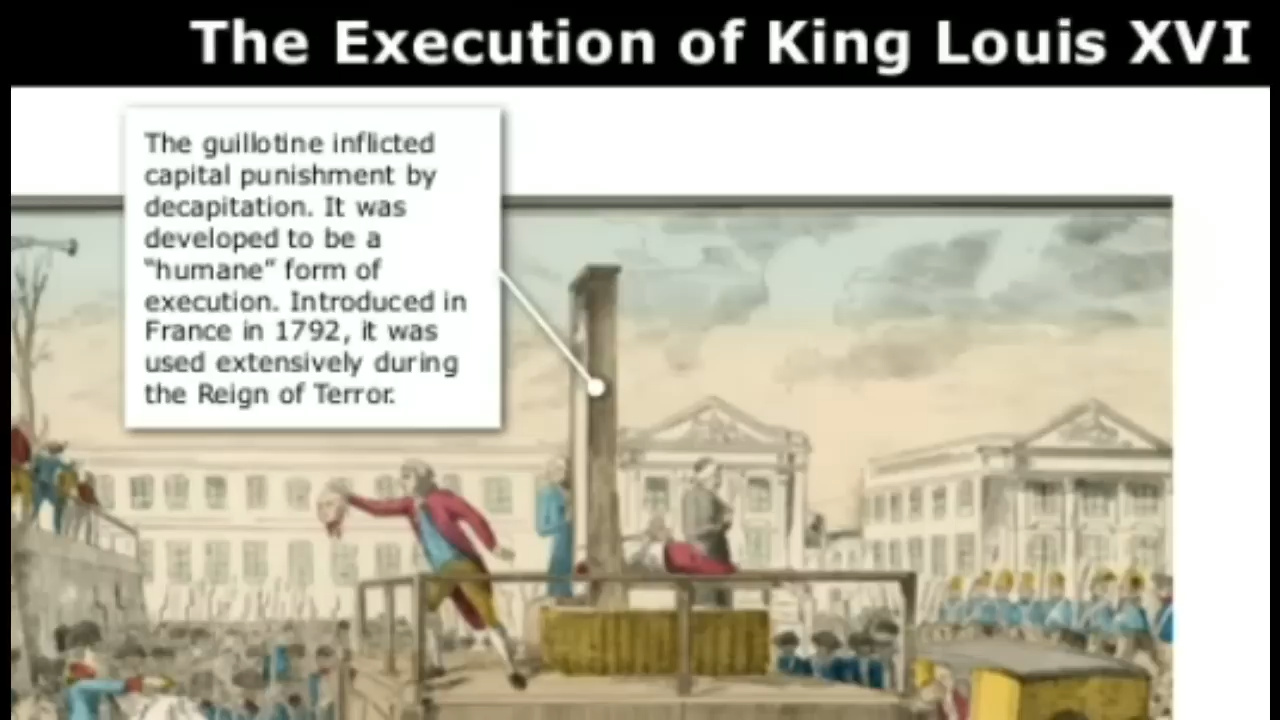 The Execution of King Louis XVI
The guillotine inflicted
capital punishment by
decapitation. It was
developed to be a
“humane” form of
execution. Introduced in
France in 1792, it was
used extensively during
the Reign of Terror.